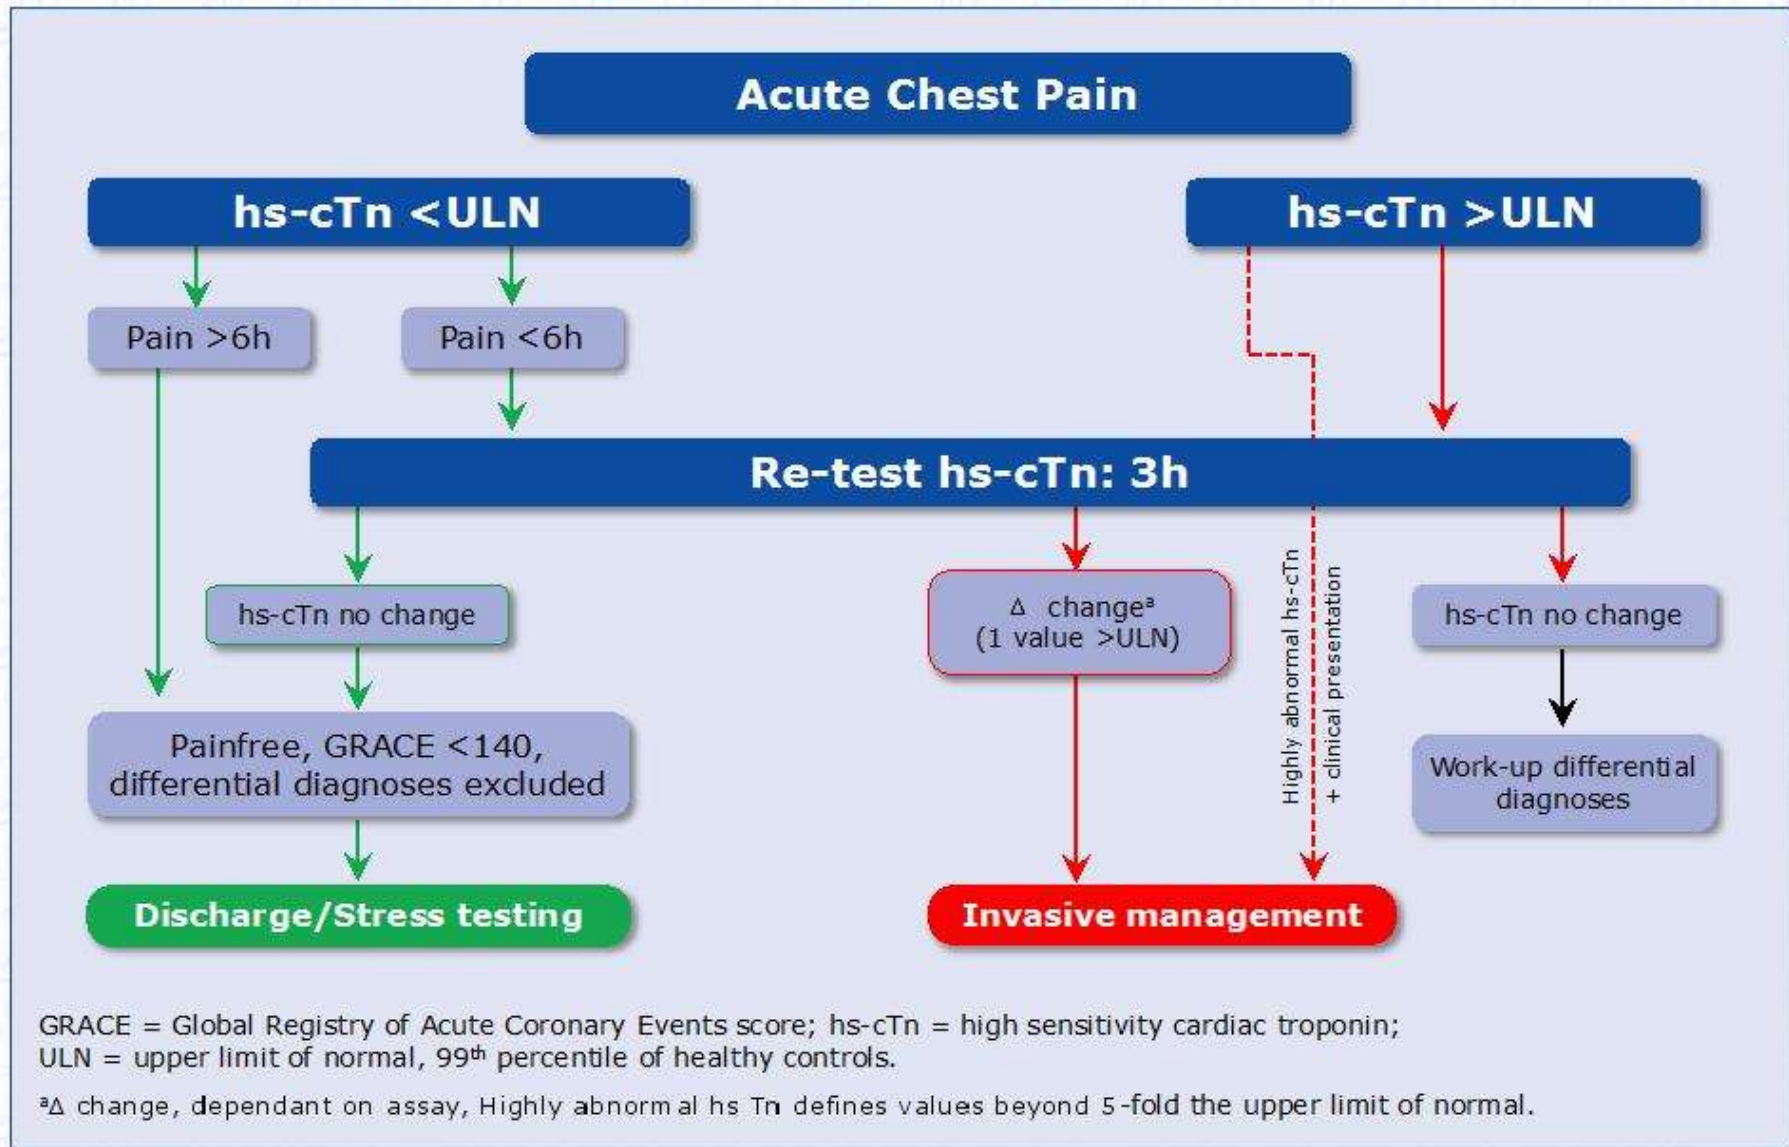 Acute Chest Pain
hs-cTn <ULN
hs-cTn >ULN
Pain >6h
Pain <6h
Re-test hs-cTn: 3h
hs-cTn no change
Δ change^a
(1 value >ULN)
Highly abnormal hs-cTn
+ clinical presentation
hs-cTn no change
Painfree, GRACE <140,
differential diagnoses excluded
Work-up differential
diagnoses
Discharge/Stress testing
Invasive management
GRACE = Global Registry of Acute Coronary Events score; hs-cTn = high sensitivity cardiac troponin;
ULN = upper limit of normal, 99th percentile of healthy controls.
^aΔ change, dependant on assay, Highly abnormal hs Tn defines values beyond 5-fold the upper limit of normal.